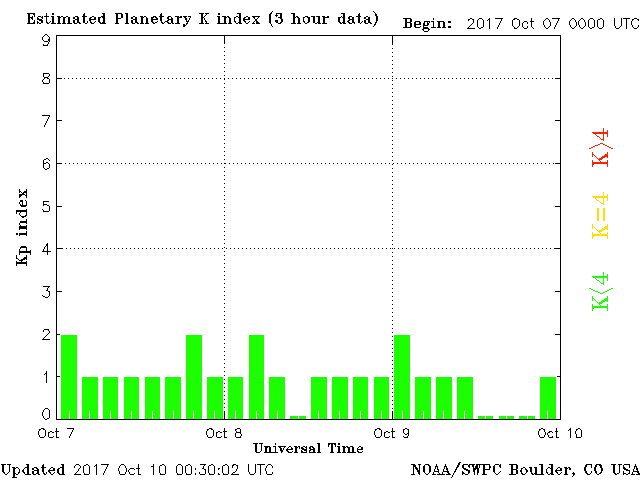 Estimated Planetary K index (3 hour data)
Begin: 2017 Oct 07 0000 UTC
9
8
7
6
5
4
3
2
1
0
Kp index
K>4
K=4
K<4
Oct 7
Oct 8
Oct 9
Oct 10
Universal Time
Updated 2017 Oct 10 00:30:02 UTC
NOAA/SWPC Boulder, CO USA